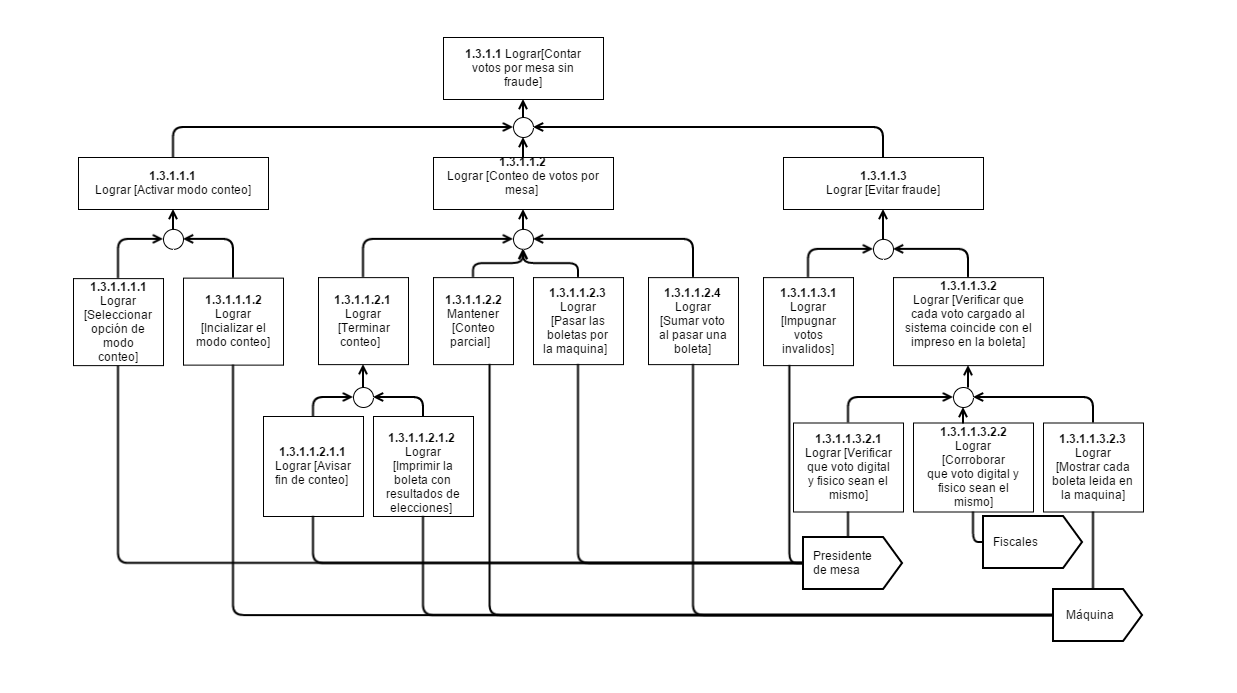 1.3.1.1 Lograr[Contar
votos por mesa sin
fraude]
1.3.1.1.1
Lograr [Activar modo conteo]
1.3.1.1.2
Lograr [Conteo de votos por
mesa]
1.3.1.1.3
Lograr [Evitar fraude]
1.3.1.1.1.1
Lograr
[Seleccionar
opción de
modo
conteo]
1.3.1.1.1.2
Lograr
[Incializar el
modo conteo]
1.3.1.1.2.1
Lograr
[Terminar
conteo]
1.3.1.1.2.2
Mantener
[Conteo
parcial]
1.3.1.1.2.3
Lograr
[Pasar las
boletas por
la maquina]
1.3.1.1.2.4
Lograr
[Sumar voto
al pasar una
boleta]
1.3.1.1.3.1
Lograr
[Impugnar
votos
invalidos]
1.3.1.1.3.2
Lograr [Verificar que
cada voto cargado al
sistema coincide con el
impreso en la boleta]
1.3.1.1.2.1.1
Lograr [Avisar
fin de conteo]
1.3.1.1.2.1.2
Lograr
[Imprimir la
boleta con
resultados de
elecciones]
1.3.1.1.3.2.1
Lograr [Verificar
que voto digital
y fisico sean el
mismo]
1.3.1.1.3.2.2
Lograr
[Corroborar
que voto digital y
fisico sean el
mismo]
1.3.1.1.3.2.3
Lograr
[Mostrar cada
boleta leida en
la maquina]
Presidente
de mesa
Fiscales
Máquina